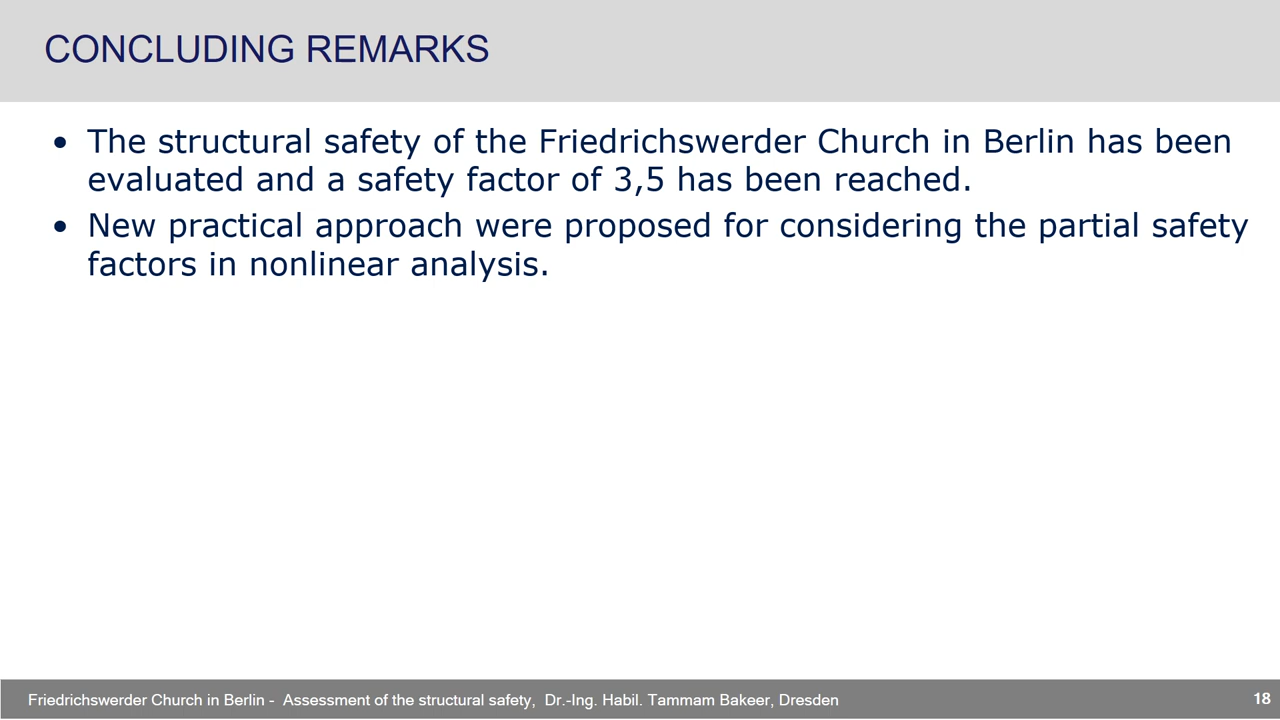 CONCLUDING REMARKS
• The structural safety of the Friedrichswerder Church in Berlin has been
evaluated and a safety factor of 3,5 has been reached.
• New practical approach were proposed for considering the partial safety
factors in nonlinear analysis.
Friedrichswerder Church in Berlin - Assessment of the structural safety, Dr.-Ing. Habil. Tammam Bakeer, Dresden
18